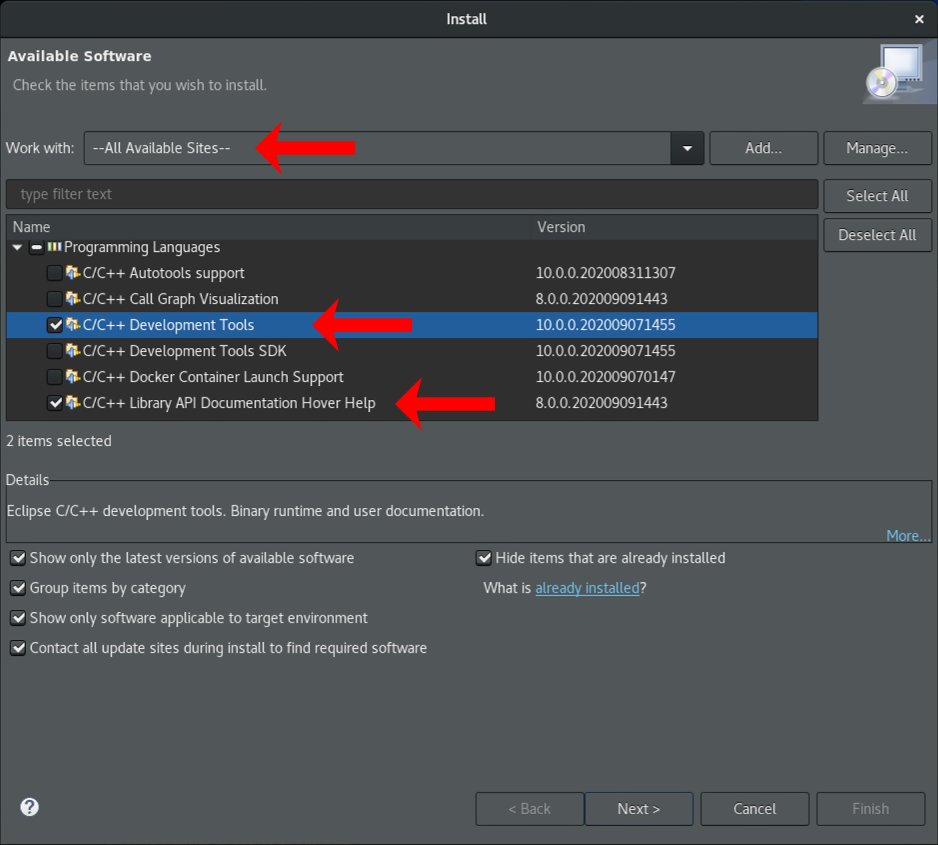 Install
Available Software
Check the items that you wish to install.
Work with: --All Available Sites-- Add... Manage...
type filter text Select All
Name Version
Deselect All
Programming Languages
C/C++ Autotools support 10.0.0.202008311307
C/C++ Call Graph Visualization 8.0.0.202009091443
C/C++ Development Tools 10.0.0.202009071455
C/C++ Development Tools SDK 10.0.0.202009071455
C/C++ Docker Container Launch Support 10.0.0.202009070147
C/C++ Library API Documentation Hover Help 8.0.0.202009091443
2 items selected
Details
Eclipse C/C++ development tools. Binary runtime and user documentation.
More...
Show only the latest versions of available software Hide items that are already installed
Group items by category What is already installed?
Show only software applicable to target environment
Contact all update sites during install to find required software
? < Back Next > Cancel Finish